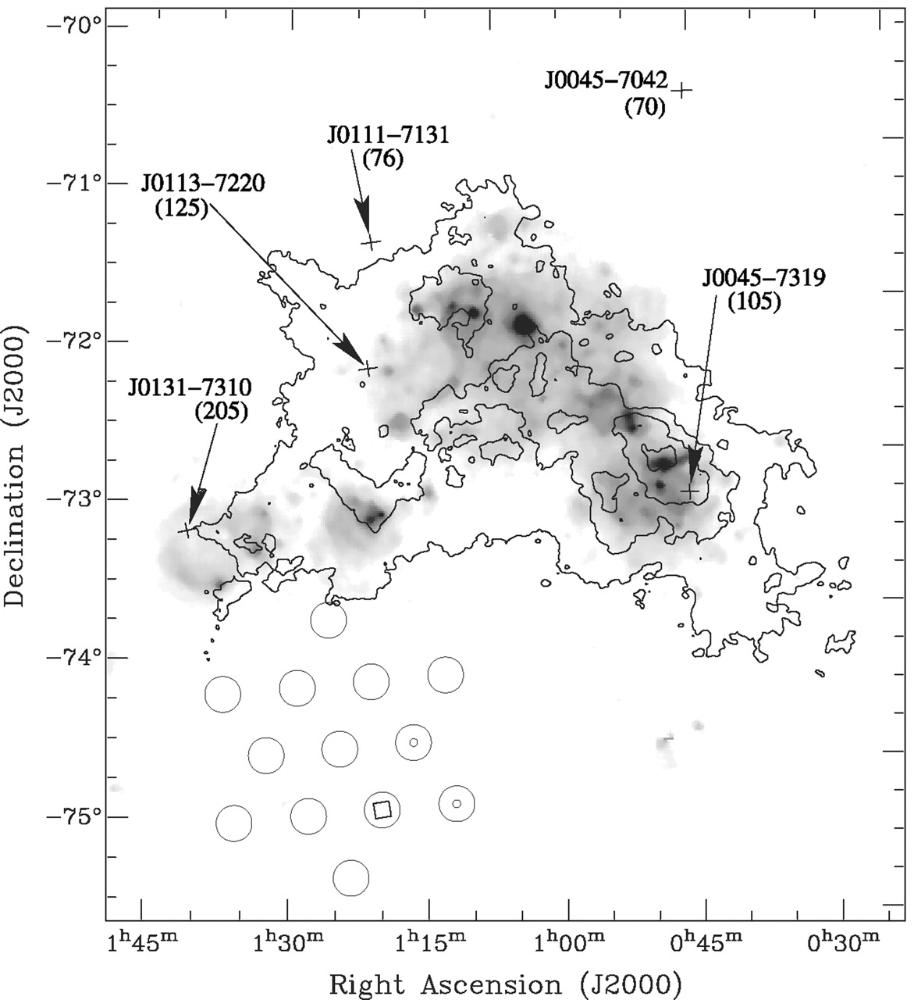 −70°
J0045−7042
(70)
J0111−7131
(76)
−71°
J0113−7220
(125)
J0045−7319
(105)
−72°
J0131−7310
(205)
−73°
−74°
−75°
Declination (J2000)
1ʰ45ᵐ 1ʰ30ᵐ 1ʰ15ᵐ 1ʰ00ᵐ 0ʰ45ᵐ 0ʰ30ᵐ
Right Ascension (J2000)